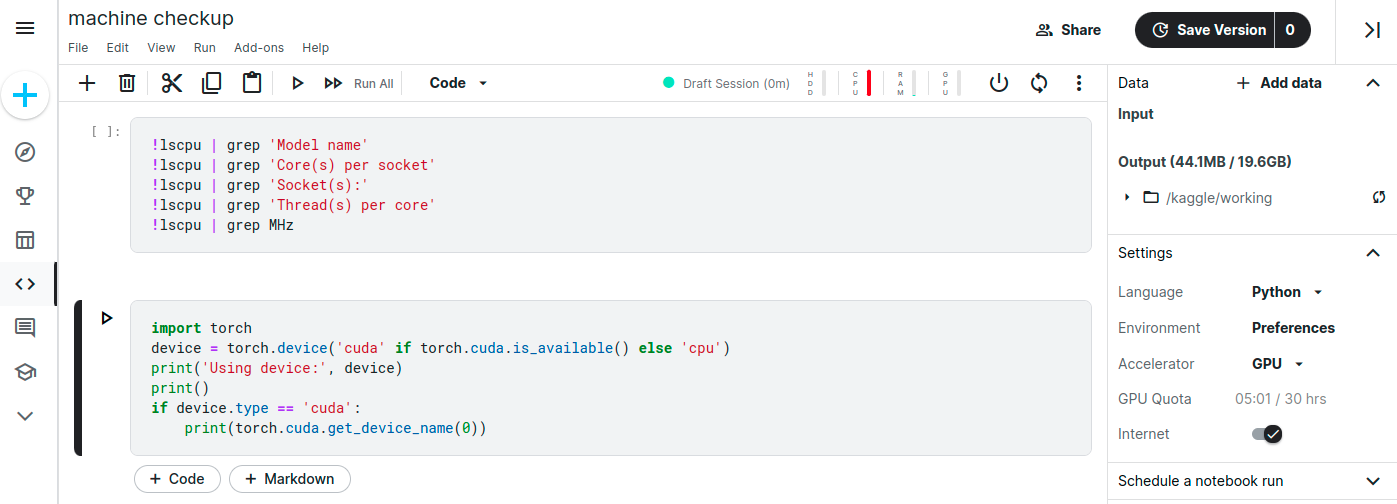 machine checkup
File Edit View Run Add-ons Help
Share
Save Version 0
Run All
Code
Draft Session (0m)
HDD
CPU
RAM
GPU
[ ]:
!lscpu | grep 'Model name'
!lscpu | grep 'Core(s) per socket'
!lscpu | grep 'Socket(s):'
!lscpu | grep 'Thread(s) per core'
!lscpu | grep MHz
import torch
device = torch.device('cuda' if torch.cuda.is_available() else 'cpu')
print('Using device:', device)
print()
if device.type == 'cuda':
    print(torch.cuda.get_device_name(0))
+ Code
+ Markdown
Data
+ Add data
Input
Output (44.1MB / 19.6GB)
/kaggle/working
Settings
Language Python
Environment Preferences
Accelerator GPU
GPU Quota 05:01 / 30 hrs
Internet
Schedule a notebook run